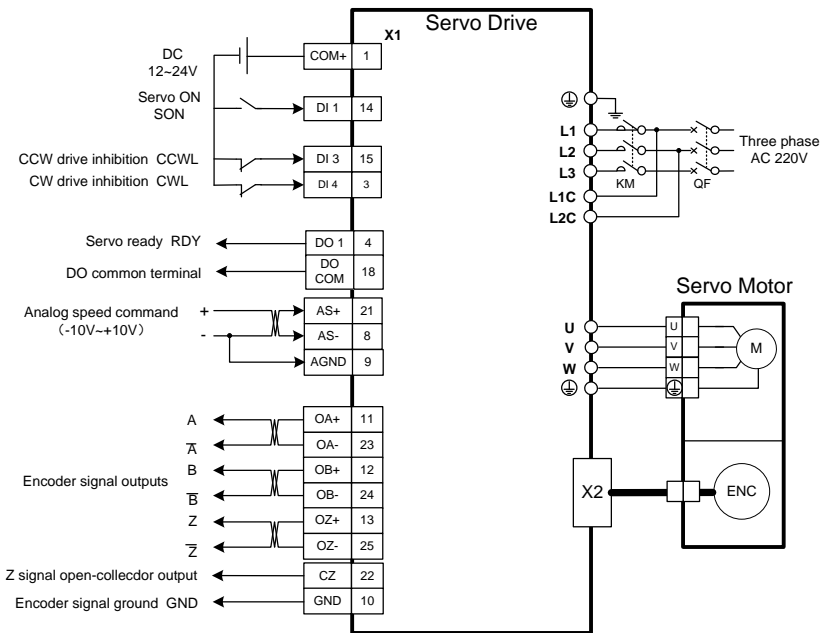 Servo Drive
X1
DC
12~24V
COM+ 1
Servo ON
SON
DI 1 14
CCW drive inhibition CCWL
DI 3 15
CW drive inhibition CWL
DI 4 3
Servo ready RDY
DO 1 4
DO common terminal
DO
COM
18
Analog speed command
(-10V~+10V)
+
AS+ 21
-
AS- 8
AGND 9
A
OA+ 11
A
OA- 23
B
OB+ 12
Encoder signal outputs
B
OB- 24
Z
OZ+ 13
Z
OZ- 25
Z signal open-collecdor output
CZ 22
Encoder signal ground GND
GND 10
L1
L2
L3
L1C
L2C
KM
QF
Three phase
AC 220V
Servo Motor
U
V
W
U
V
W
M
X2
ENC